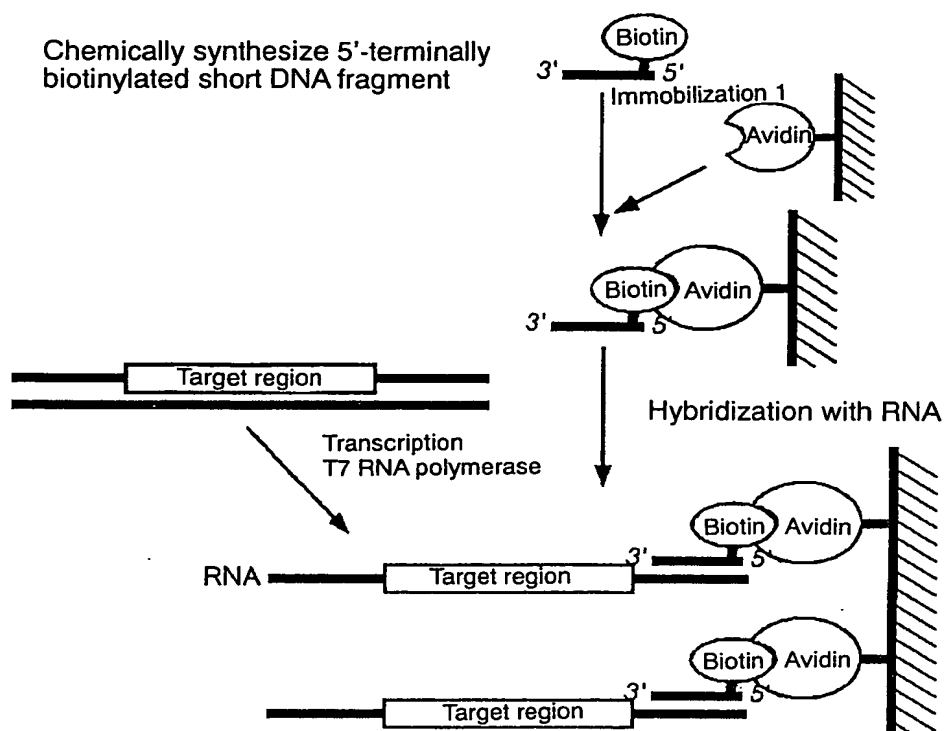 Chemically synthesize 5'-terminally
biotinylated short DNA fragment
Biotin
3'
5'
Immobilization 1
Avidin
Biotin
Avidin
3'
5'
Target region
Hybridization with RNA
Transcription
T7 RNA polymerase
Biotin
Avidin
3'
5'
RNA
Target region
Biotin
Avidin
3'
5'
Target region